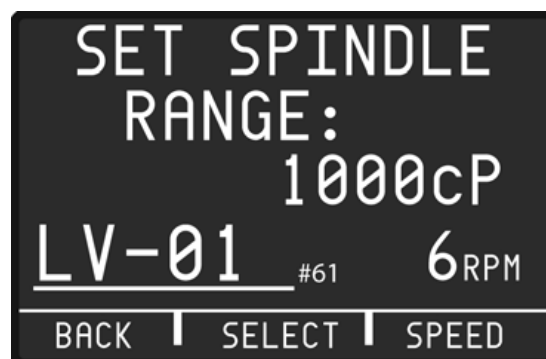 SET SPINDLE
RANGE:
1000cP
LV-01 #61 6RPM
BACK SELECT SPEED